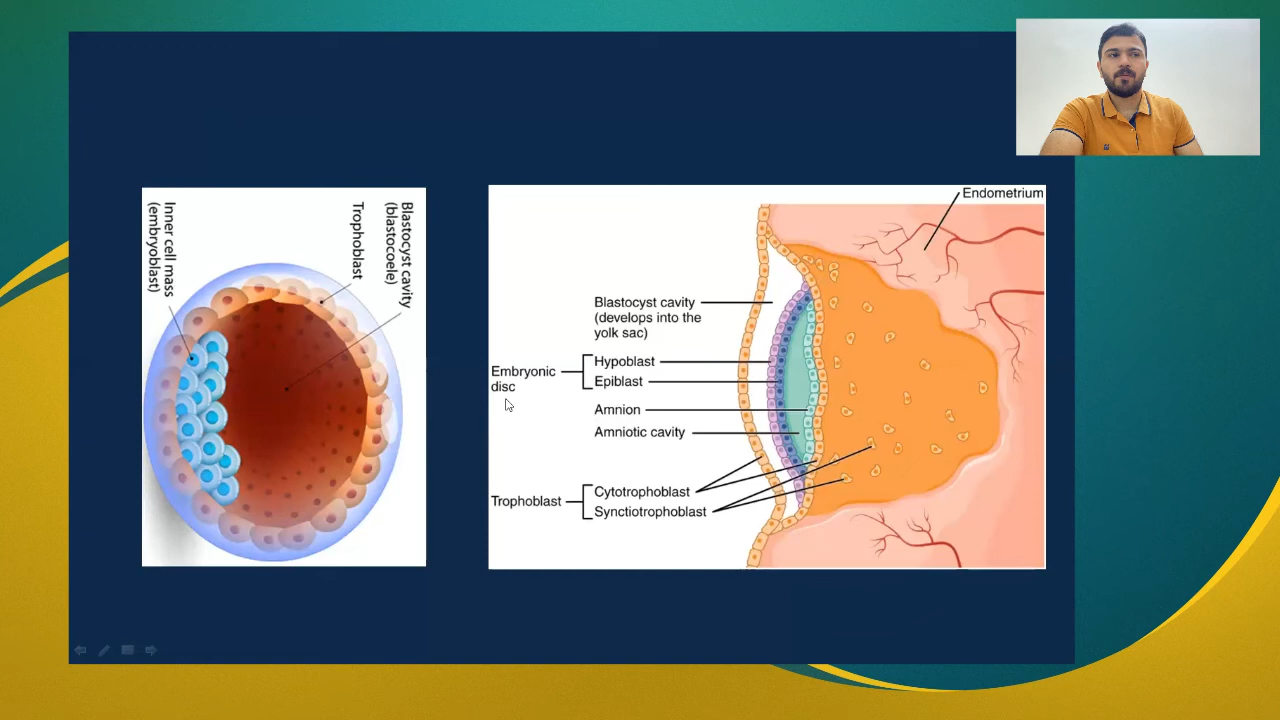 Inner cell mass
(embryoblast)
Trophoblast
Blastocyst cavity
(blastocoele)
Endometrium
Blastocyst cavity
(develops into the
yolk sac)
Embryonic
disc
Hypoblast
Epiblast
Amnion
Amniotic cavity
Trophoblast
Cytotrophoblast
Synctiotrophoblast